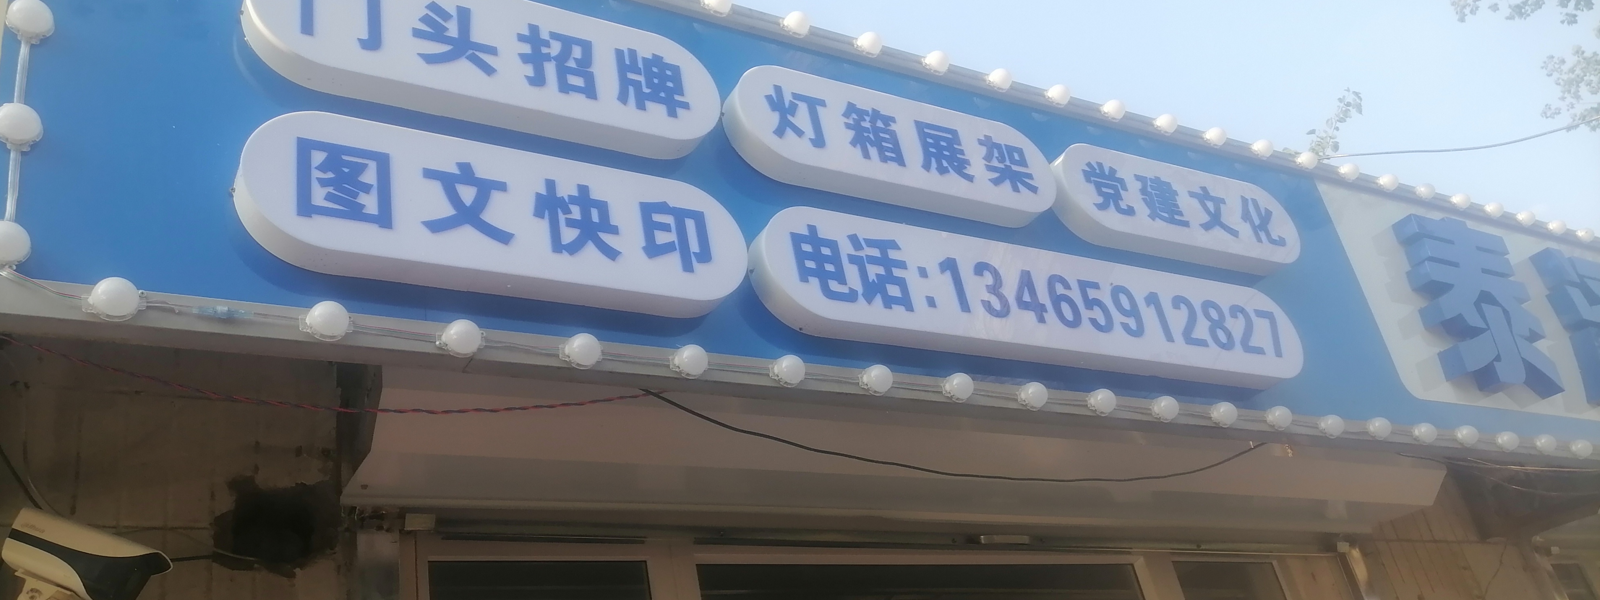 门头招牌
灯箱展架
党建文化
图文快印
电话:13465912827
泰